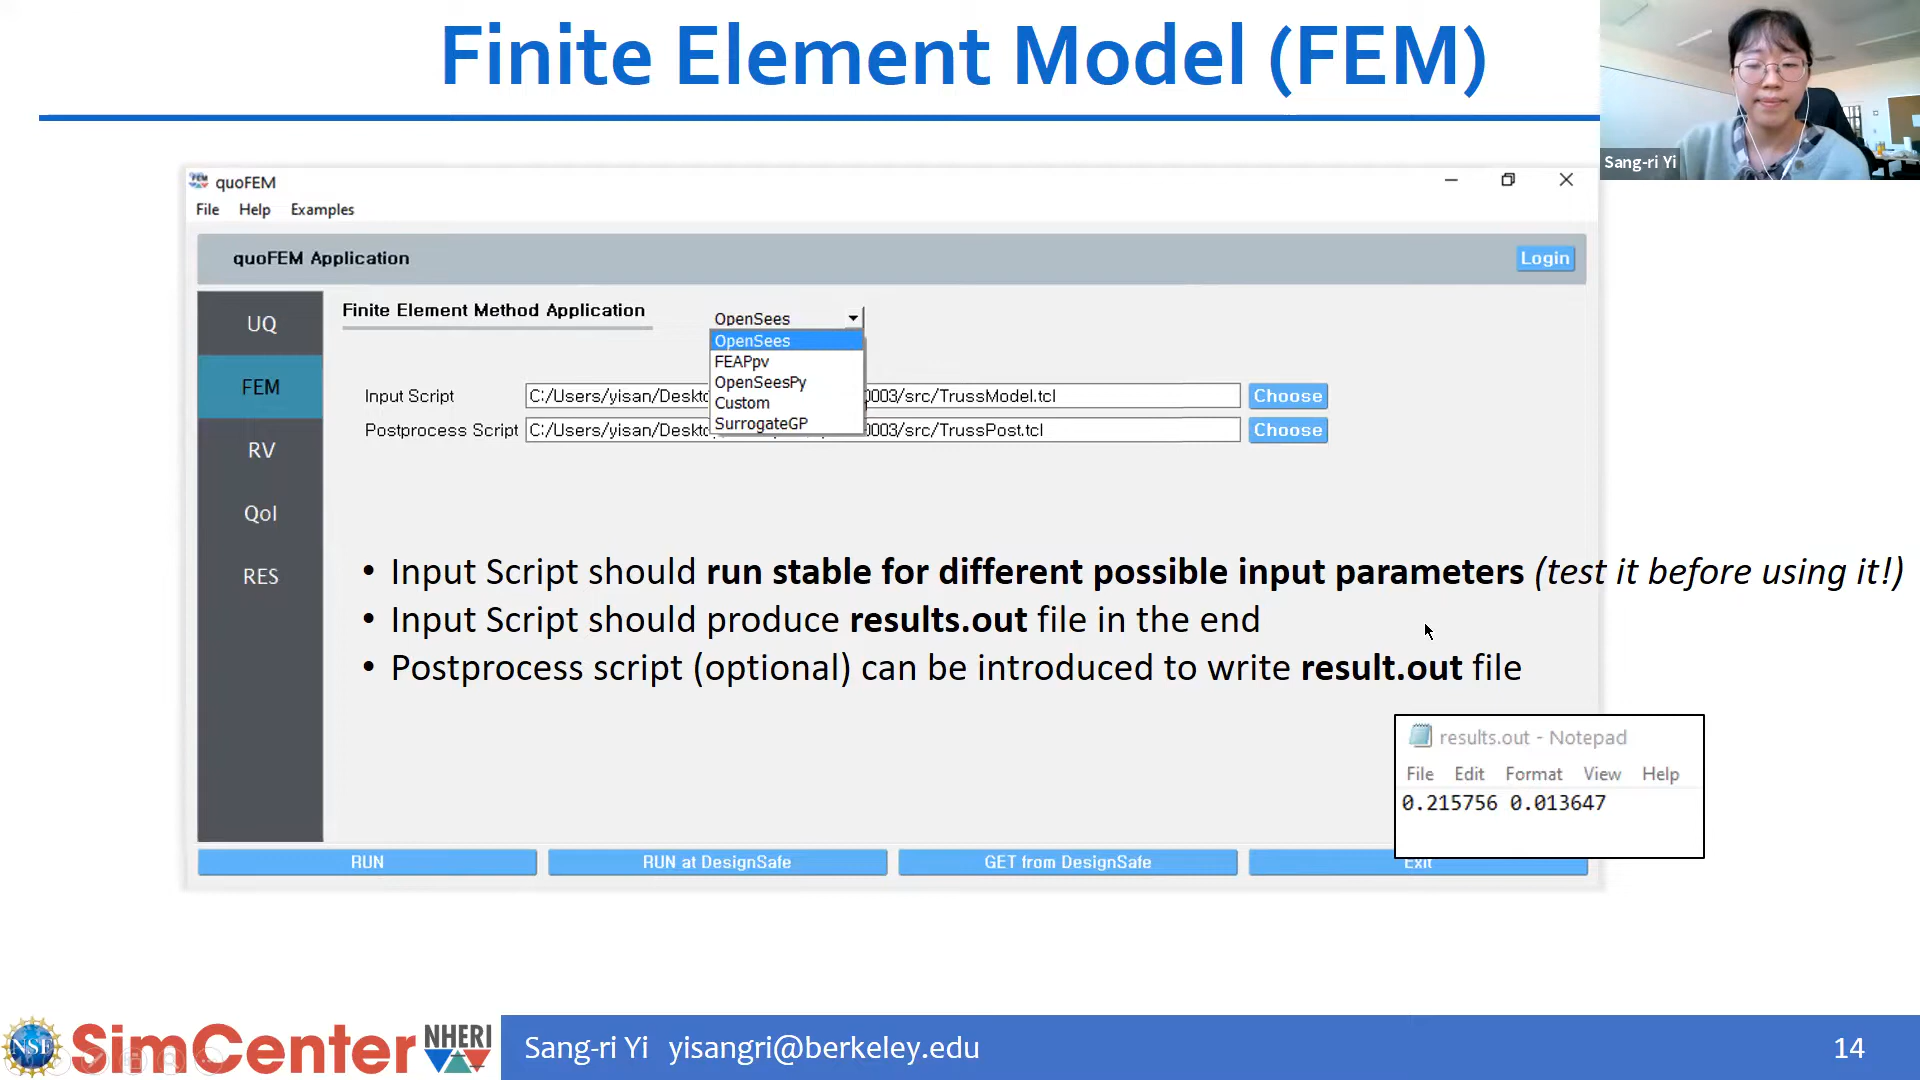 Finite Element Model (FEM)
Sang-ri Yi
quoFEM
File Help Examples
quoFEM Application
Login
UQ
FEM
RV
QoI
RES
Finite Element Method Application
OpenSees
OpenSees
FEAPpv
OpenSeesPy
Custom
SurrogateGP
Input Script C:/Users/yisan/Deskto 0003/src/TrussModel.tcl Choose
Postprocess Script C:/Users/yisan/Deskto 0003/src/TrussPost.tcl Choose
• Input Script should run stable for different possible input parameters (test it before using it!)
• Input Script should produce results.out file in the end
• Postprocess script (optional) can be introduced to write result.out file
results.out - Notepad
File Edit Format View Help
0.215756 0.013647
RUN
RUN at DesignSafe
GET from DesignSafe
Exit
NSF SimCenter NHERI
Sang-ri Yi yisangri@berkeley.edu
14